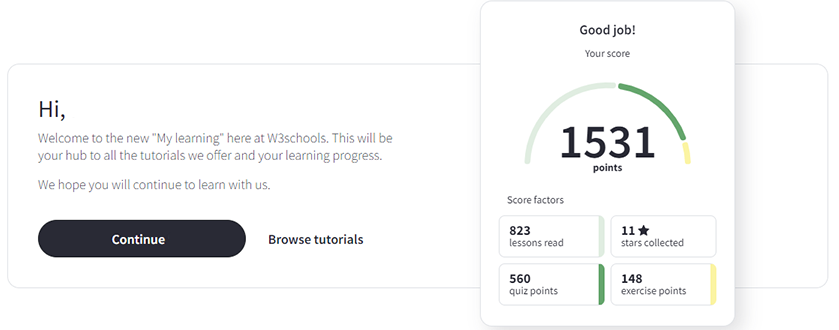 Good job!
Your score
1531
points
Score factors
823
lessons read
11 ★
stars collected
560
quiz points
148
exercise points
Hi,
Welcome to the new "My learning" here at W3schools. This will be
your hub to all the tutorials we offer and your learning progress.
We hope you will continue to learn with us.
Continue
Browse tutorials